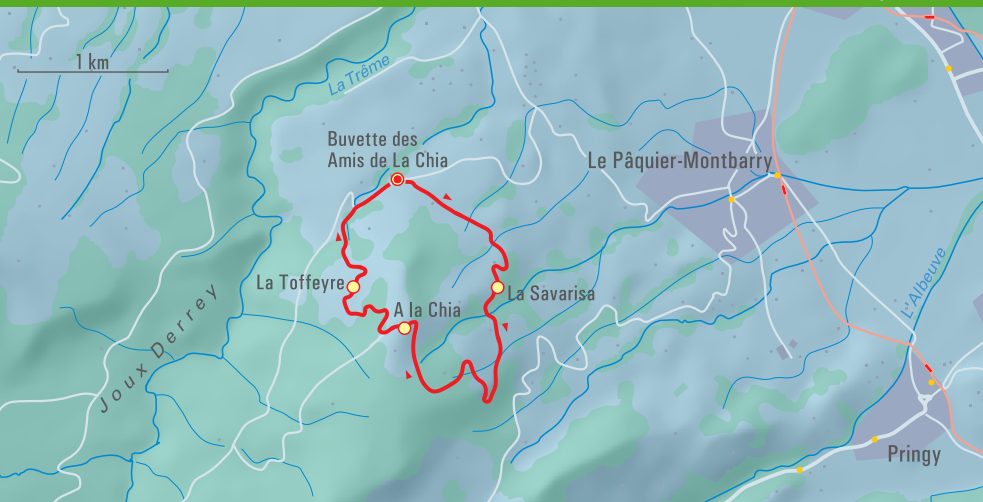 1 km
La Trême
Buvette des
Amis de La Chia
Le Pâquier-Montbarry
La Toffeyre
La Savarisa
A la Chia
L'Albeuve
Joux Derrey
Pringy